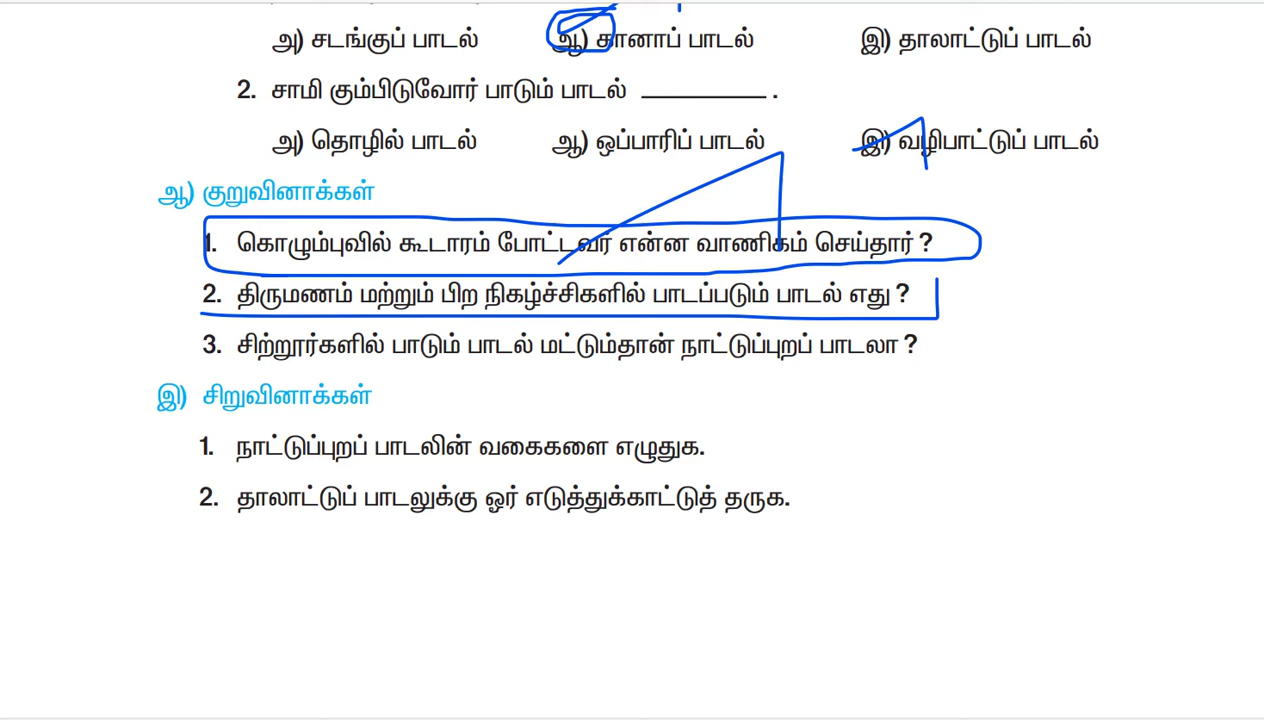 அ) சடங்குப் பாடல் ஆ) கானாப் பாடல் இ) தாலாட்டுப் பாடல்
2. சாமி கும்பிடுவோர் பாடும் பாடல் ________ .
அ) தொழில் பாடல் ஆ) ஒப்பாரிப் பாடல் இ) வழிபாட்டுப் பாடல்
ஆ) குறுவினாக்கள்
1. கொழும்புவில் கூடாரம் போட்டவர் என்ன வாணிகம் செய்தார் ?
2. திருமணம் மற்றும் பிற நிகழ்ச்சிகளில் பாடப்படும் பாடல் எது ?
3. சிற்றூர்களில் பாடும் பாடல் மட்டும்தான் நாட்டுப்புறப் பாடலா ?
இ) சிறுவினாக்கள்
1. நாட்டுப்புறப் பாடலின் வகைகளை எழுதுக.
2. தாலாட்டுப் பாடலுக்கு ஓர் எடுத்துக்காட்டுத் தருக.